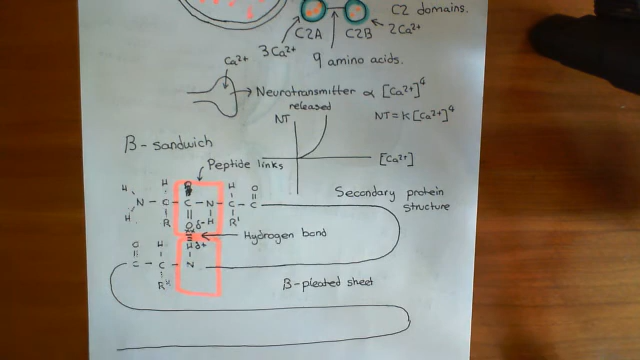 C2 domains.
C2A C2B 2Ca²⁺
3Ca²⁺
9 amino acids.
Ca²⁺
Neurotransmitter ∝ [Ca²⁺]⁴
released
NT
NT=K[Ca²⁺]⁴
[Ca²⁺]
β-sandwich
Peptide links
Secondary protein
structure
H H H O
N - C - C - N - C - C
H R O δ- H R'
Hydrogen bond
O H H δ+
C - C - N
R"
β-pleated sheet